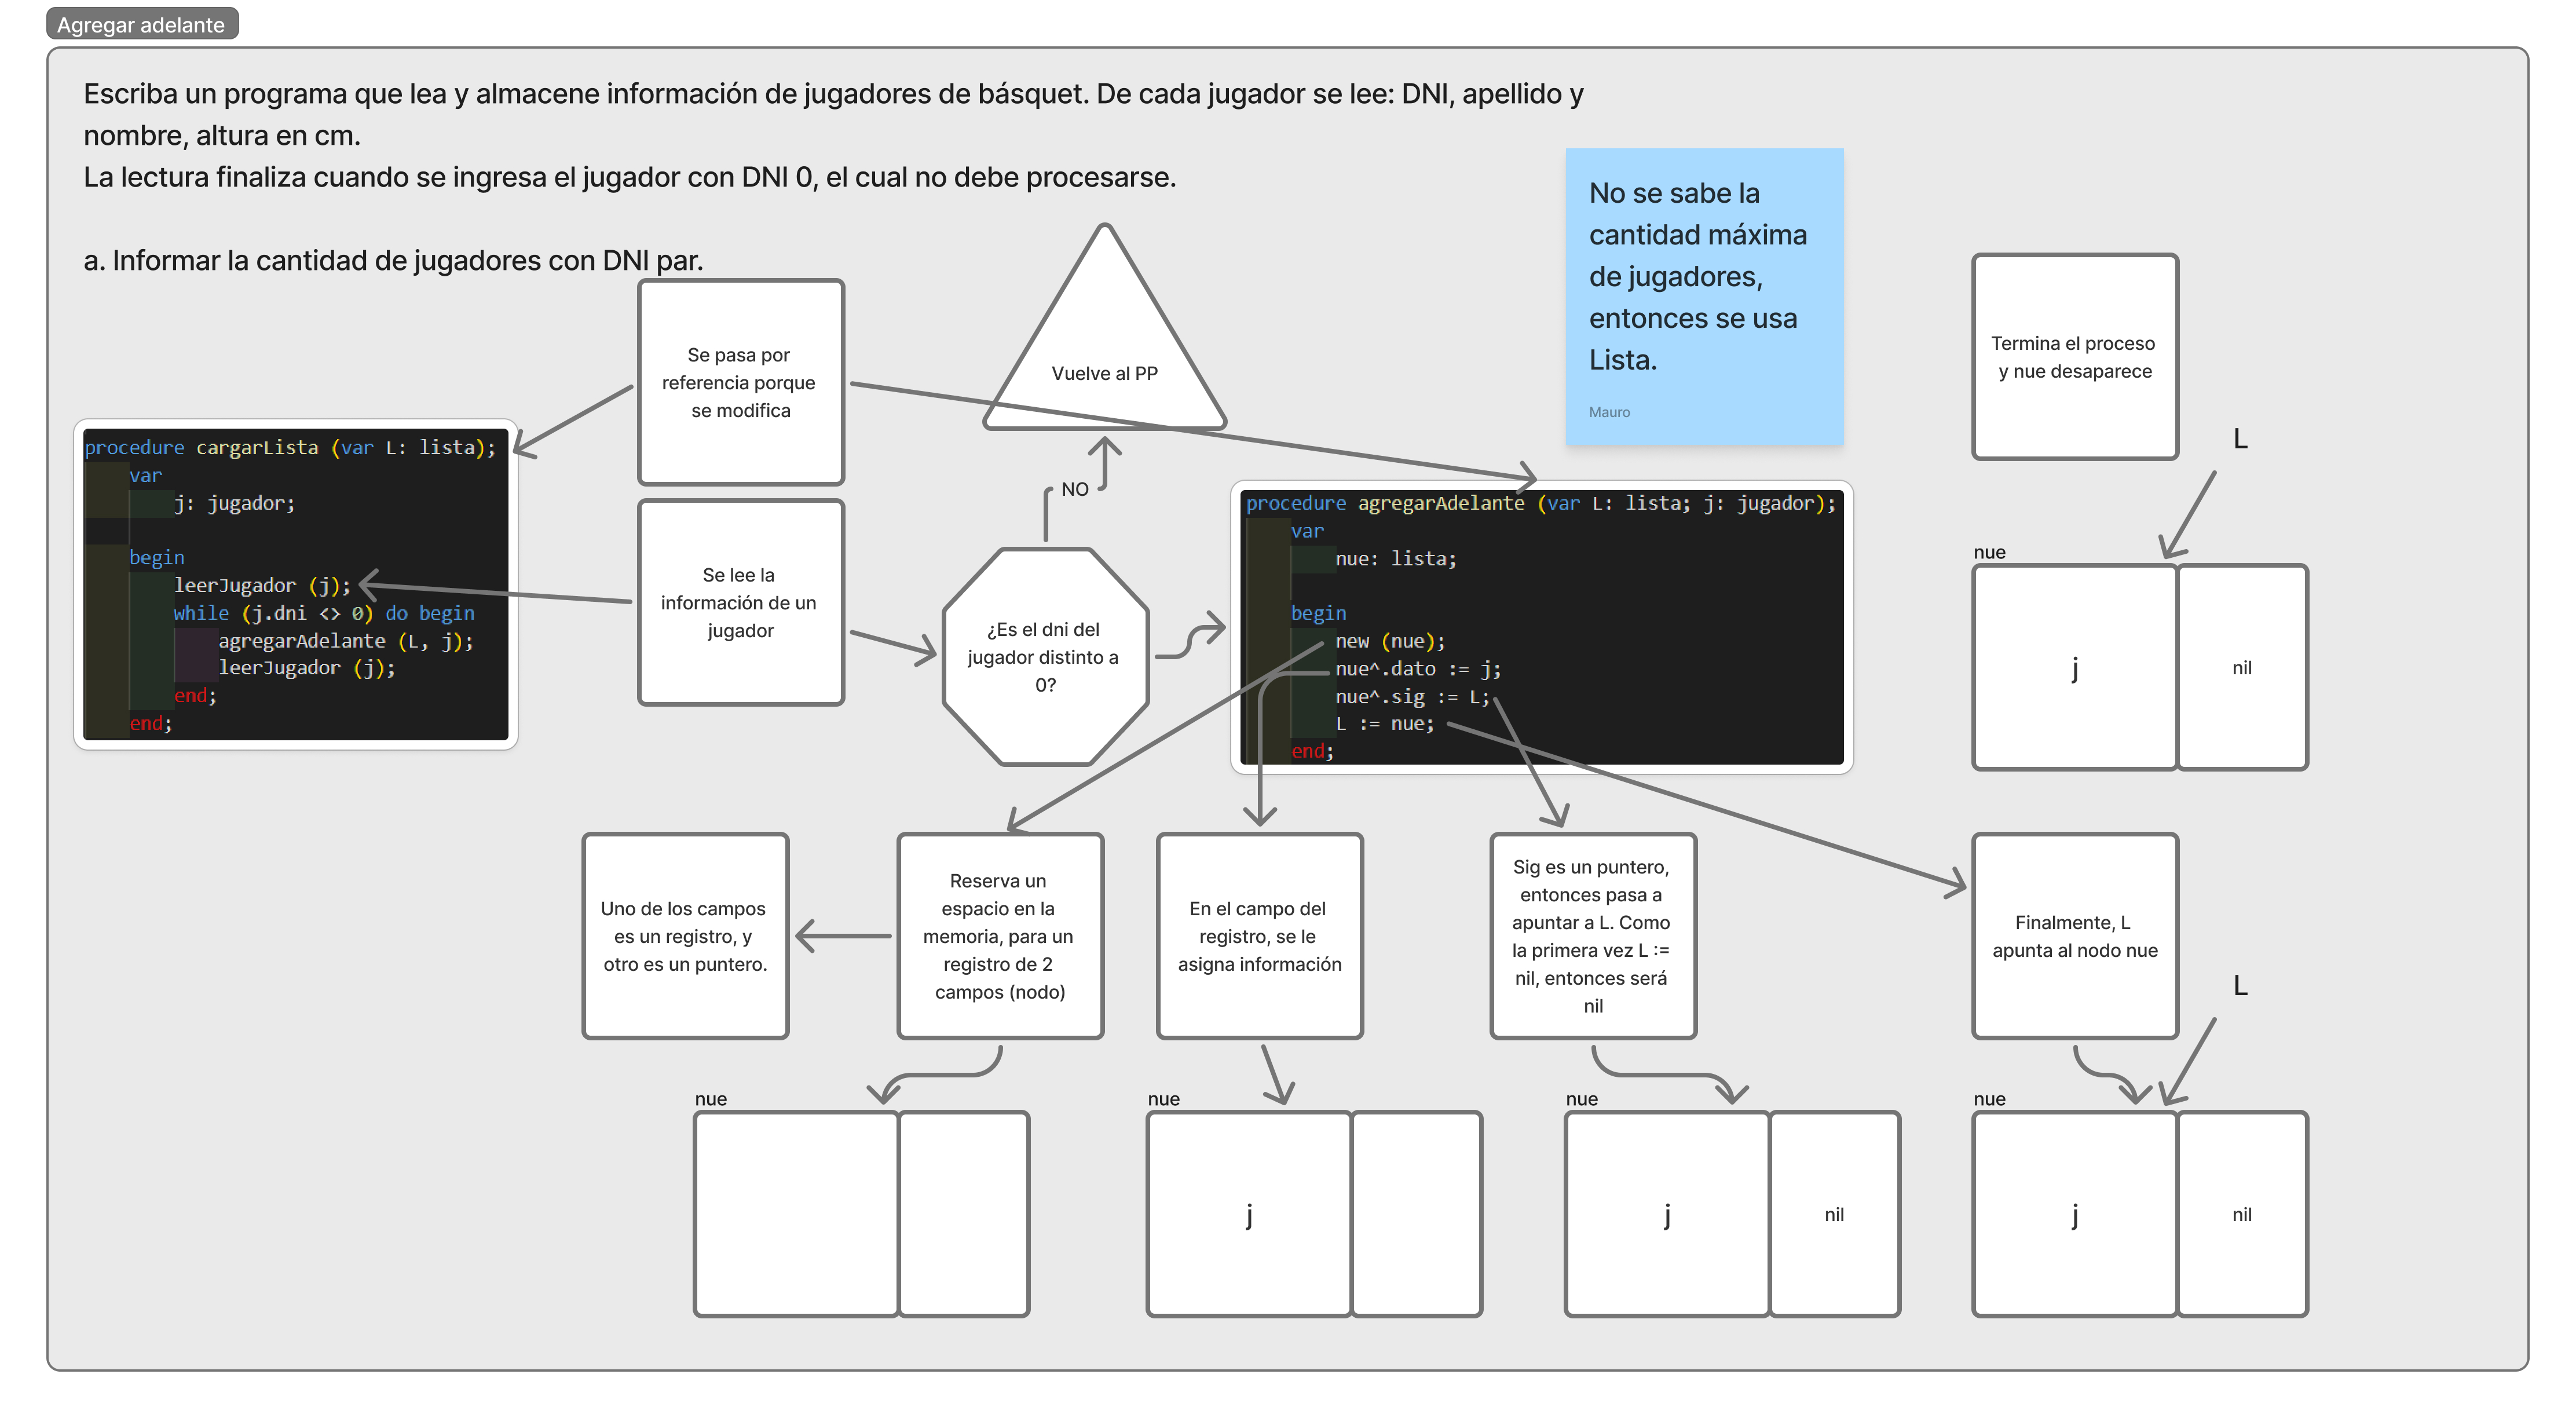 Agregar adelante
Escriba un programa que lea y almacene información de jugadores de básquet. De cada jugador se lee: DNI, apellido y
nombre, altura en cm.
La lectura finaliza cuando se ingresa el jugador con DNI 0, el cual no debe procesarse.
a. Informar la cantidad de jugadores con DNI par.
No se sabe la
cantidad máxima
de jugadores,
entonces se usa
Lista.
Mauro
Se pasa por
referencia porque
se modifica
Vuelve al PP
Termina el proceso
y nue desaparece
procedure cargarLista (var L: lista);
var
j: jugador;
begin
leerJugador (j);
while (j.dni <> 0) do begin
agregarAdelante (L, j);
leerJugador (j);
end;
end;
Se lee la
información de un
jugador
NO
¿Es el dni del
jugador distinto a
0?
procedure agregarAdelante (var L: lista; j: jugador);
var
nue: lista;
begin
new (nue);
nue^.dato := j;
nue^.sig := L;
L := nue;
end;
L
nue
j
nil
Uno de los campos
es un registro, y
otro es un puntero.
Reserva un
espacio en la
memoria, para un
registro de 2
campos (nodo)
En el campo del
registro, se le
asigna información
Sig es un puntero,
entonces pasa a
apuntar a L. Como
la primera vez L :=
nil, entonces será
nil
Finalmente, L
apunta al nodo nue
L
nue
nue
j
nue
j
nil
nue
j
nil